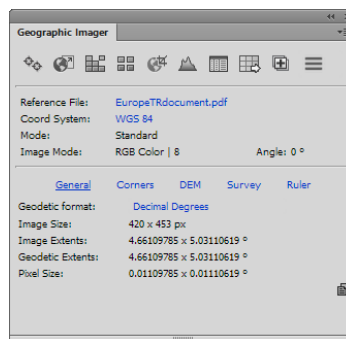 Geographic Imager
Reference File: EuropeTRdocument.pdf
Coord System: WGS 84
Mode: Standard
Image Mode: RGB Color | 8 Angle: 0 º
General Corners DEM Survey Ruler
Geodetic format: Decimal Degrees
Image Size: 420 x 453 px
Image Extents: 4.66109785 x 5.03110619 º
Geodetic Extents: 4.66109785 x 5.03110619 º
Pixel Size: 0.01109785 x 0.01110619 º